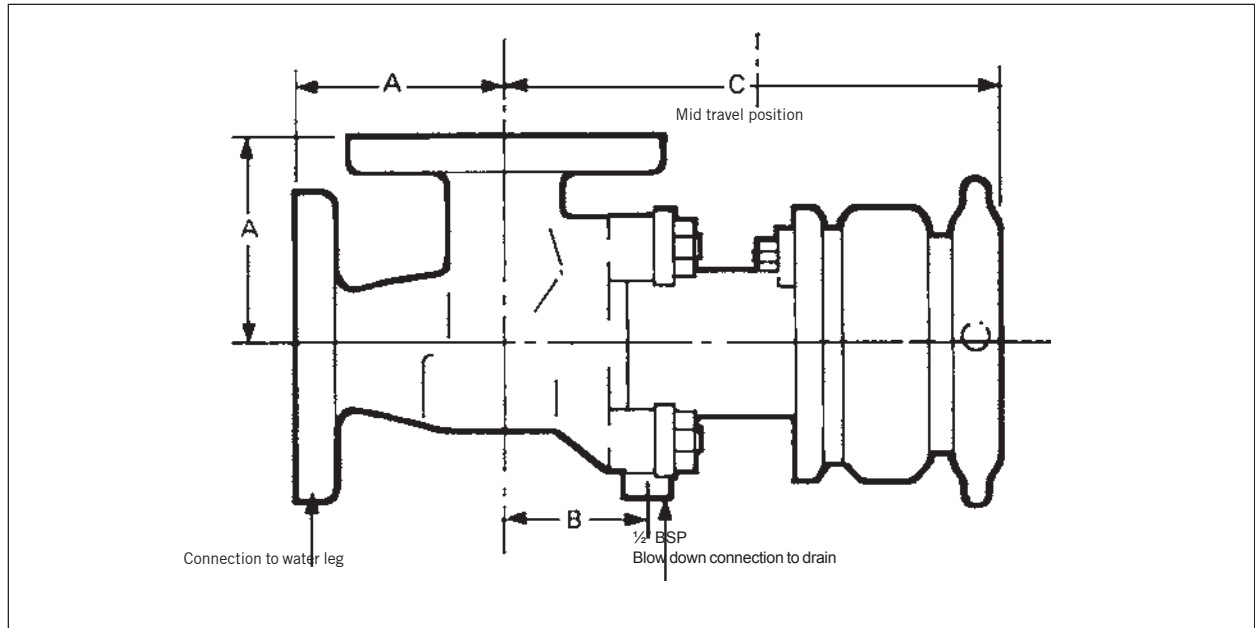 A
C
Mid travel position
A
B
½" BSP
Connection to water leg
Blow down connection to drain